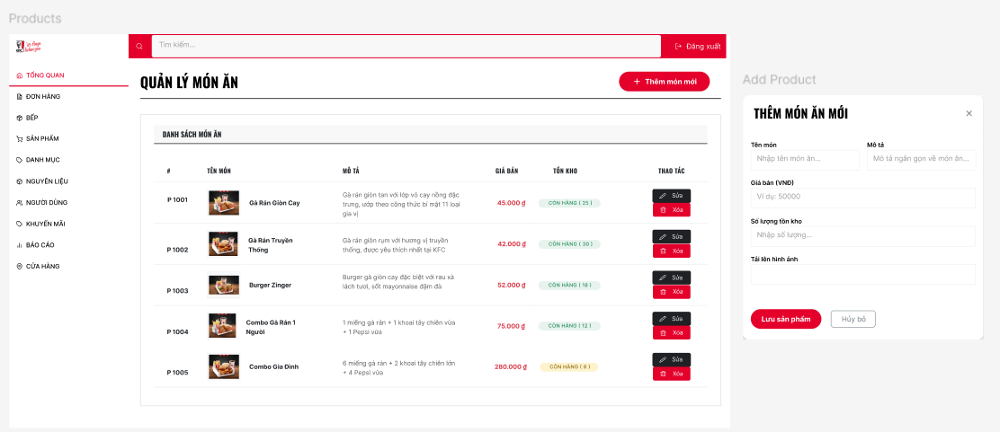 Products
Tìm kiếm...
Đăng xuất
TỔNG QUAN
ĐƠN HÀNG
BẾP
SẢN PHẨM
DANH MỤC
NGUYÊN LIỆU
NGƯỜI DÙNG
KHUYẾN MÃI
BÁO CÁO
CỬA HÀNG
QUẢN LÝ MÓN ĂN
+ Thêm món mới
DANH SÁCH MÓN ĂN
# TÊN MÓN MÔ TẢ GIÁ BÁN TỒN KHO THAO TÁC
P 1001
Gà Rán Giòn Cay
Gà rán giòn tan với lớp vỏ cay nồng đặc
trưng, ướp theo công thức bí mật 11 loại
gia vị
45.000 ₫
CÒN HÀNG ( 25 )
Sửa
Xóa
P 1002
Gà Rán Truyền
Thống
Gà rán giòn rụm với hương vị truyền
thống, được yêu thích nhất tại KFC
42.000 ₫
CÒN HÀNG ( 30 )
Sửa
Xóa
P 1003
Burger Zinger
Burger gà giòn cay đặc biệt với rau xà
lách tươi, sốt mayonnaise đậm đà
52.000 ₫
CÒN HÀNG ( 18 )
Sửa
Xóa
P 1004
Combo Gà Rán 1
Người
1 miếng gà rán + 1 khoai tây chiên vừa
+ 1 Pepsi vừa
75.000 ₫
CÒN HÀNG ( 12 )
Sửa
Xóa
P 1005
Combo Gia Đình
6 miếng gà rán + 2 khoai tây chiên lớn
+ 4 Pepsi vừa
280.000 ₫
CÒN HÀNG ( 8 )
Sửa
Xóa
Add Product
THÊM MÓN ĂN MỚI
Tên món
Nhập tên món ăn...
Mô tả
Mô tả ngắn gọn về món ăn...
Giá bán (VNĐ)
Ví dụ: 50000
Số lượng tồn kho
Nhập số lượng...
Tải lên hình ảnh
Lưu sản phẩm
Hủy bỏ